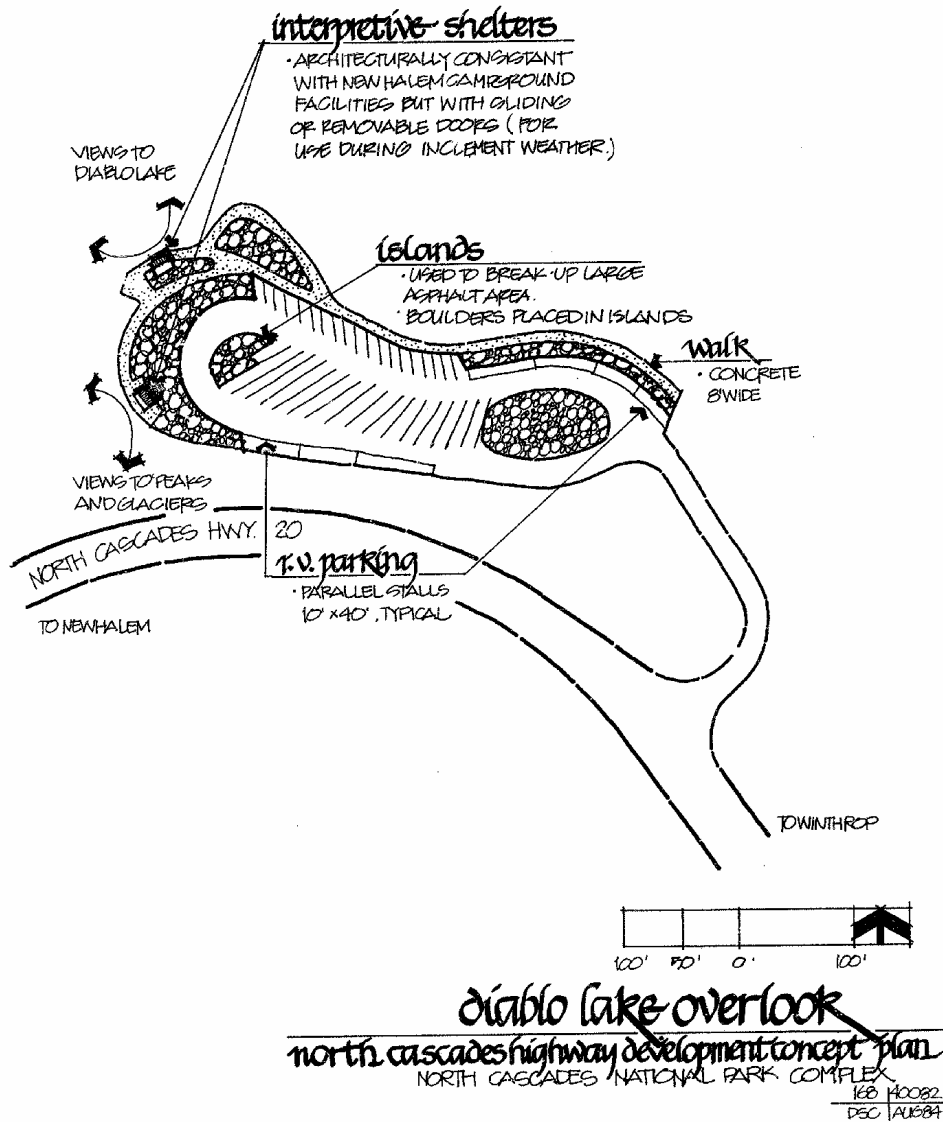 interpretive shelters
· ARCHITECTURALLY CONSISTANT
WITH NEWHALEM CAMPGROUND
FACILITIES BUT WITH SLIDING
OR REMOVABLE DOORS (FOR
USE DURING INCLEMENT WEATHER.)
VIEWS TO
DIABLO LAKE
islands
· USED TO BREAK-UP LARGE
ASPHALT AREA.
· BOULDERS PLACED IN ISLANDS
walk
· CONCRETE
8' WIDE
VIEWS TO PEAKS
AND GLACIERS
NORTH CASCADES HWY. 20
r.v. parking
· PARALLEL STALLS
10' x 40', TYPICAL
TO NEWHALEM
TO WINTHROP
100' 50' 0' 100'
diablo lake overlook
north cascades highway development concept plan
NORTH CASCADES NATIONAL PARK COMPLEX
168 40082
DSC AUG84